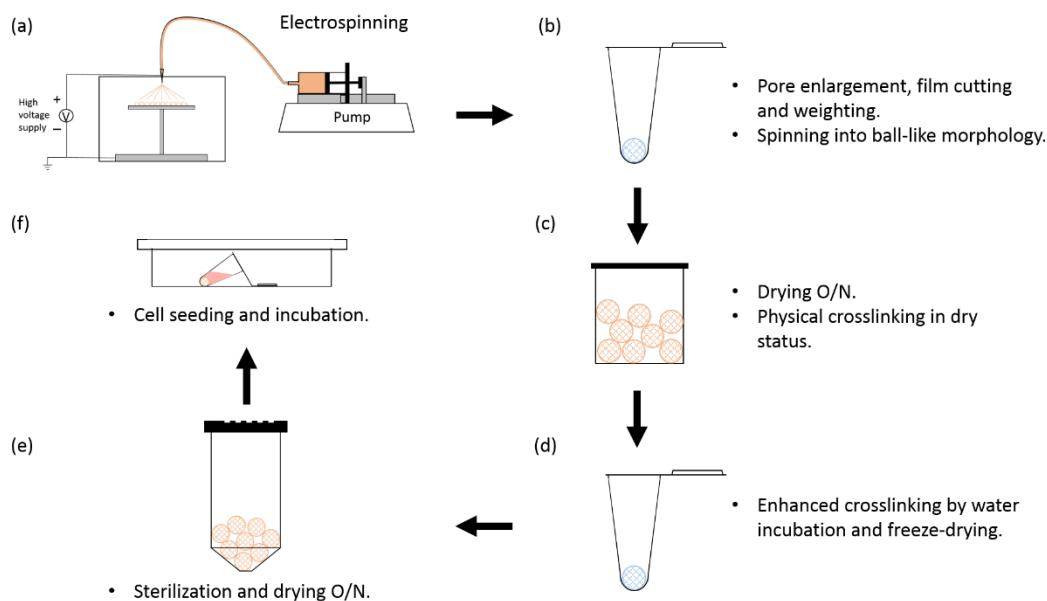 (a)
Electrospinning
+
High
voltage
supply
V
−
Pump
(b)
• Pore enlargement, film cutting
and weighting.
• Spinning into ball-like morphology.
(c)
• Drying O/N.
• Physical crosslinking in dry
status.
(d)
• Enhanced crosslinking by water
incubation and freeze-drying.
(e)
• Sterilization and drying O/N.
(f)
• Cell seeding and incubation.